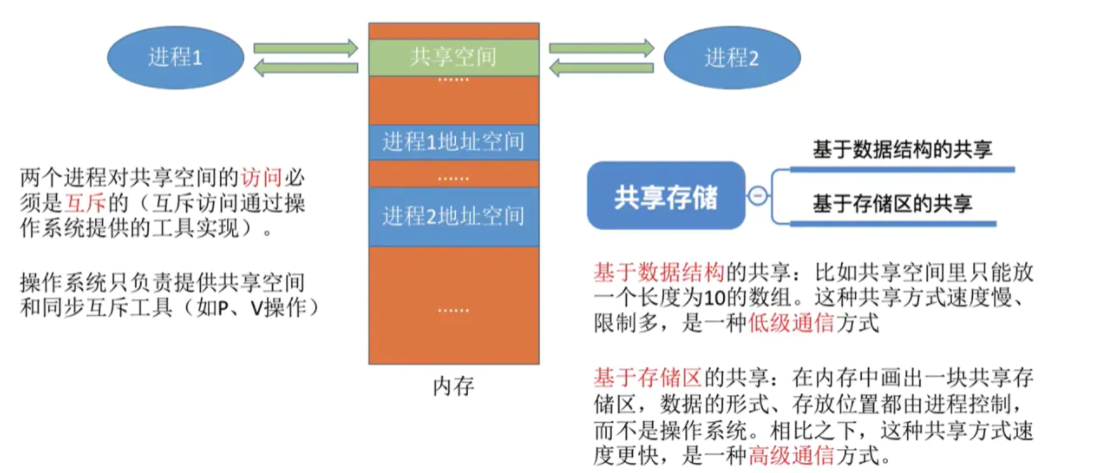 进程1
共享空间
......
进程2
进程1地址空间
......
进程2地址空间
......
内存
两个进程对共享空间的访问必
须是互斥的（互斥访问通过操
作系统提供的工具实现）。
操作系统只负责提供共享空间
和同步互斥工具（如P、V操作）
共享存储
基于数据结构的共享
基于存储区的共享
基于数据结构的共享：比如共享空间里只能放
一个长度为10的数组。这种共享方式速度慢、
限制多，是一种低级通信方式
基于存储区的共享：在内存中画出一块共享存
储区，数据的形式、存放位置都由进程控制，
而不是操作系统。相比之下，这种共享方式速
度更快，是一种高级通信方式。